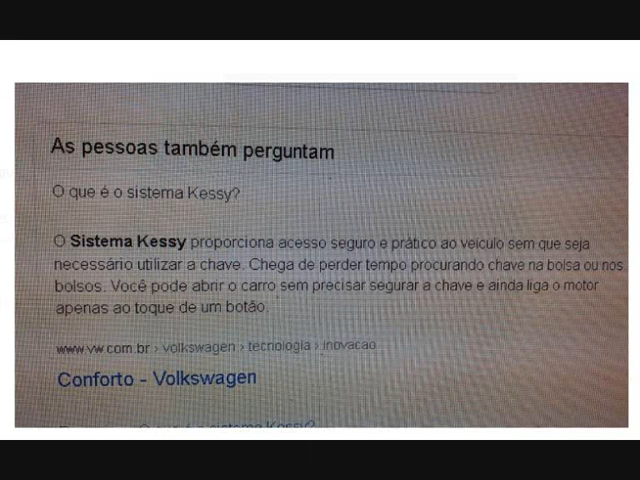 As pessoas também perguntam
O que é o sistema Kessy?
O Sistema Kessy proporciona acesso seguro e prático ao veículo sem que seja
necessário utilizar a chave. Chega de perder tempo procurando chave na bolsa ou nos
bolsos. Você pode abrir o carro sem precisar segurar a chave e ainda liga o motor
apenas ao toque de um botão.
www.vw.com.br › volkswagen › tecnologia › inovacao
Conforto - Volkswagen
O que é o sistema Kessy?